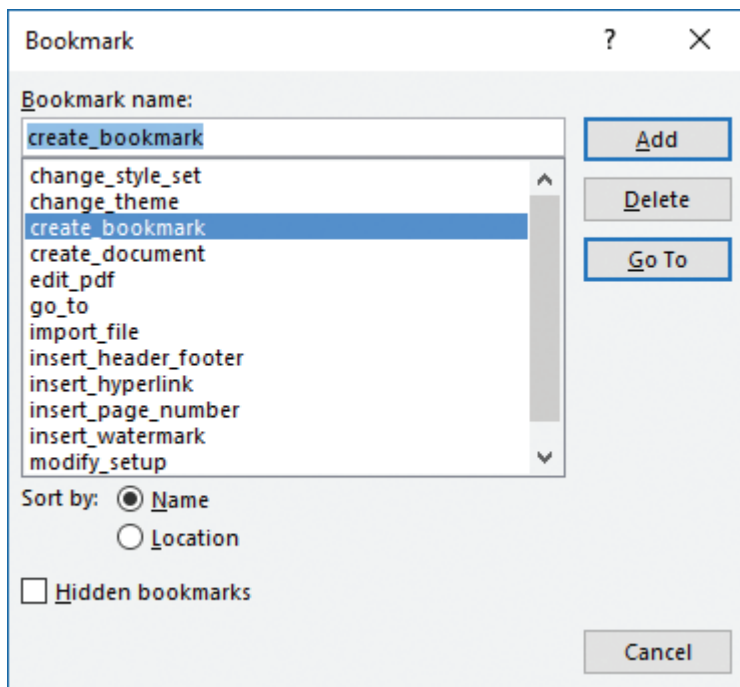 Bookmark ?
Bookmark name:
create_bookmark
Add
change_style_set
change_theme
create_bookmark
create_document
edit_pdf
go_to
import_file
insert_header_footer
insert_hyperlink
insert_page_number
insert_watermark
modify_setup
Delete
Go To
Sort by: Name
Location
Hidden bookmarks
Cancel